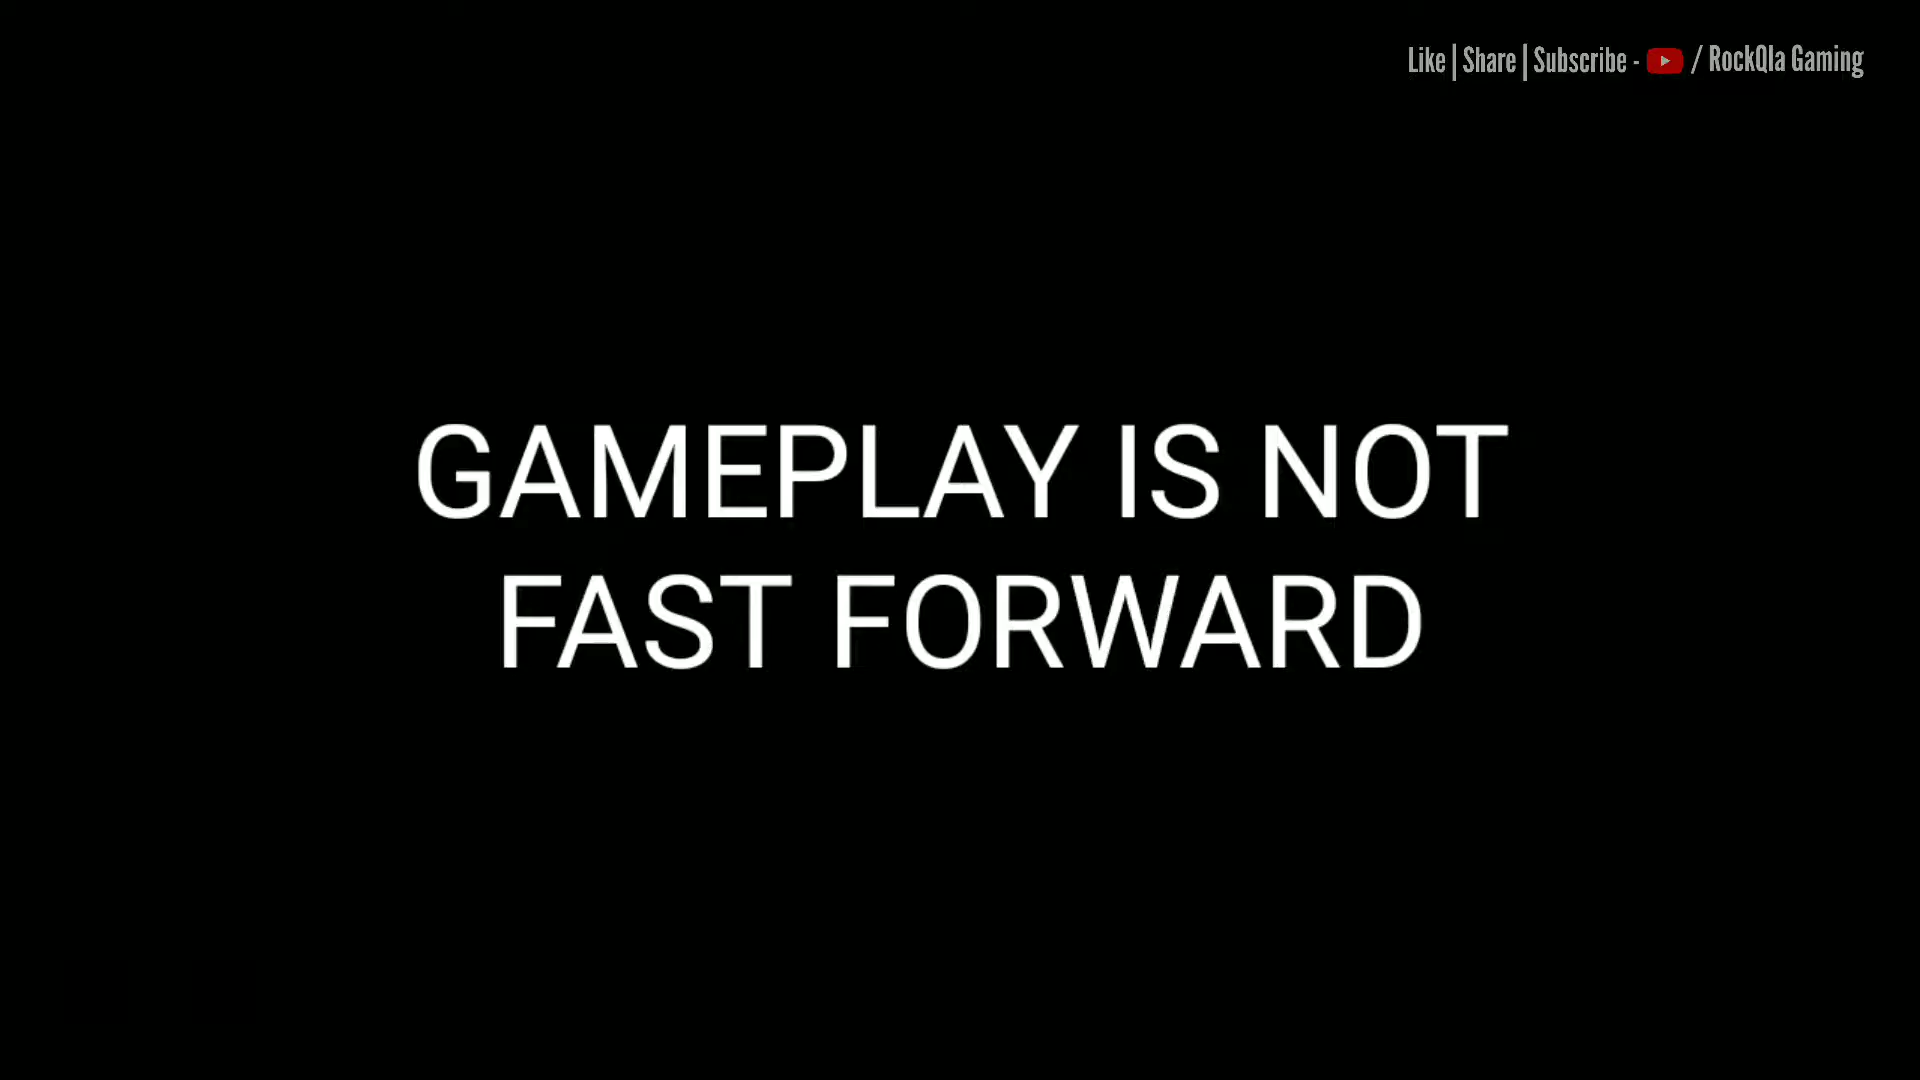 Like | Share | Subscribe - / RockQla Gaming
GAMEPLAY IS NOT
FAST FORWARD